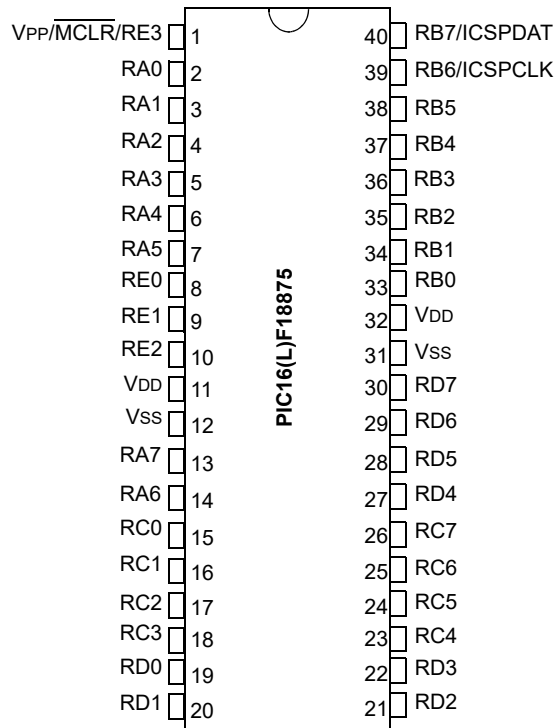 VPP/MCLR/RE3 1 40 RB7/ICSPDAT
RA0 2 39 RB6/ICSPCLK
RA1 3 38 RB5
RA2 4 37 RB4
RA3 5 36 RB3
RA4 6 35 RB2
RA5 7 34 RB1
RE0 8 33 RB0
RE1 9 32 VDD
RE2 10 31 VSS
VDD 11 30 RD7
VSS 12 29 RD6
RA7 13 28 RD5
RA6 14 27 RD4
RC0 15 26 RC7
RC1 16 25 RC6
RC2 17 24 RC5
RC3 18 23 RC4
RD0 19 22 RD3
RD1 20 21 RD2
PIC16(L)F18875